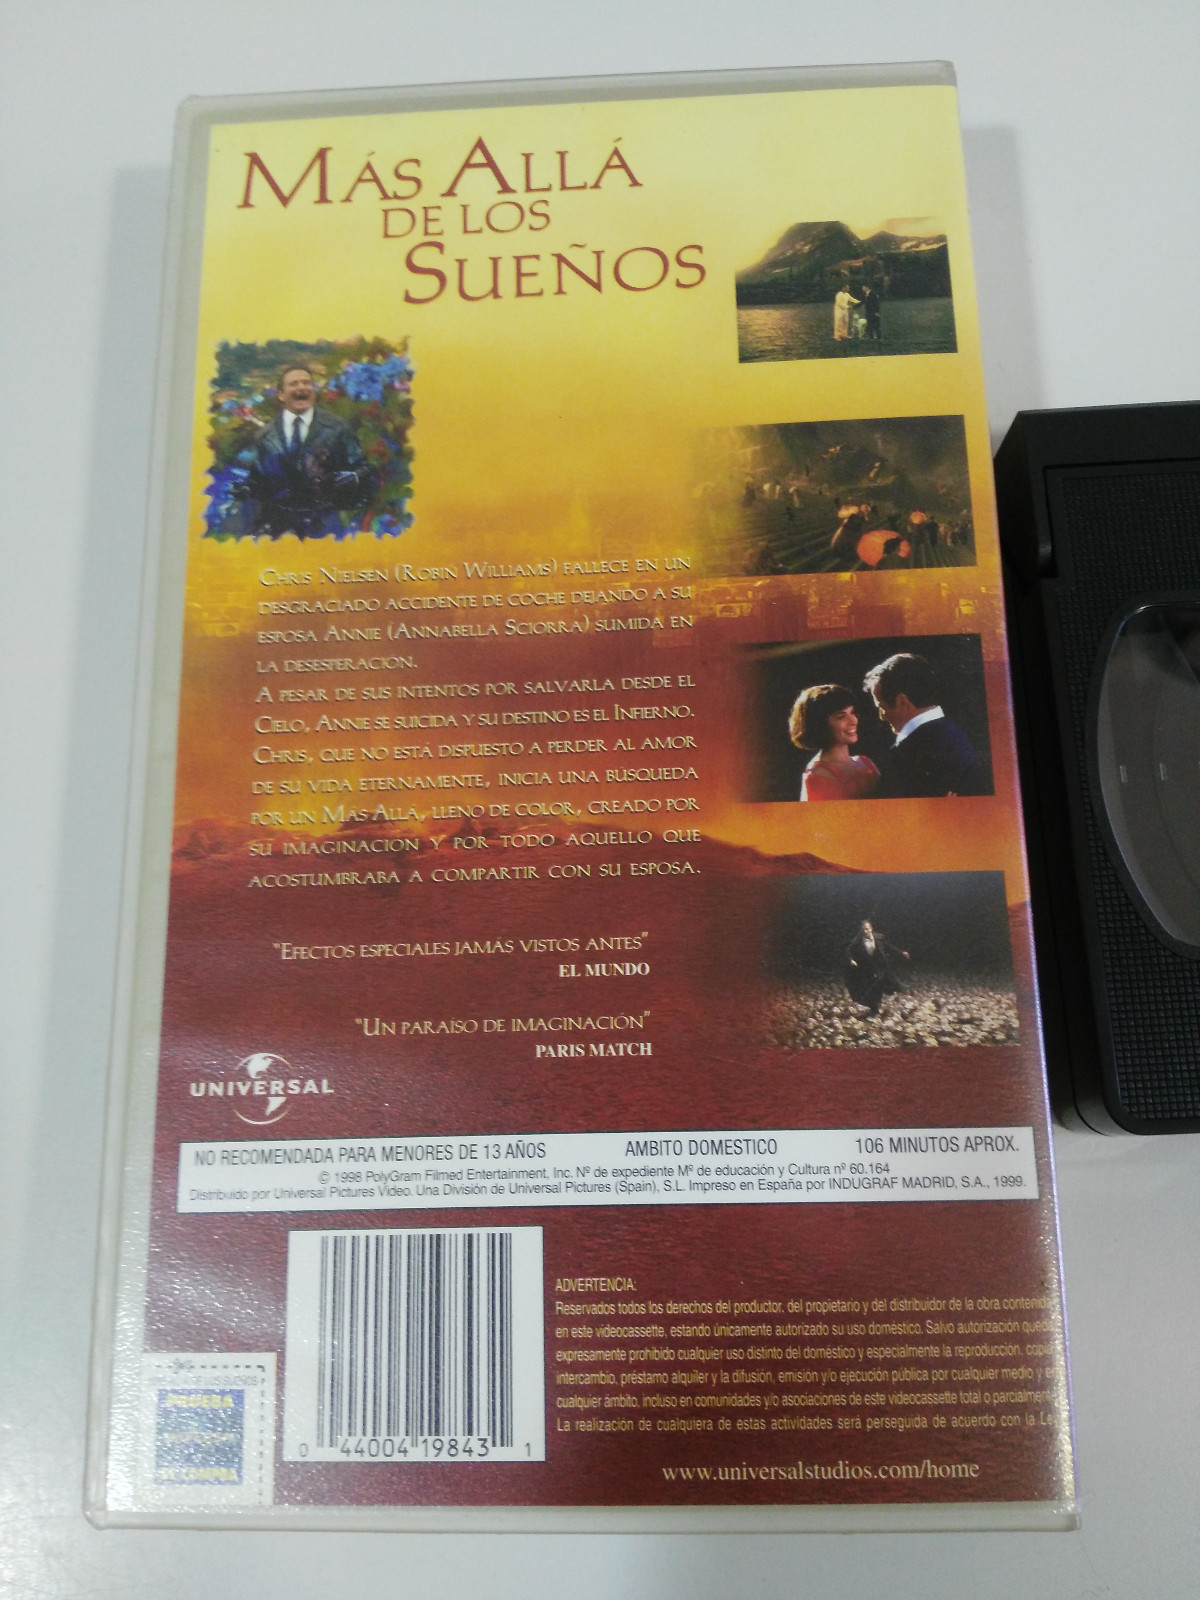 MÁS ALLÁ
DE LOS
SUEÑOS
CHRIS NIELSEN (ROBIN WILLIAMS) FALLECE EN UN
DESGRACIADO ACCIDENTE DE COCHE DEJANDO A SU
ESPOSA ANNIE (ANNABELLA SCIORRA) SUMIDA EN
LA DESESPERACIÓN.
A PESAR DE SUS INTENTOS POR SALVARLA DESDE EL
CIELO, ANNIE SE SUICIDA Y SU DESTINO ES EL INFIERNO.
CHRIS, QUE NO ESTÁ DISPUESTO A PERDER AL AMOR
DE SU VIDA ETERNAMENTE, INICIA UNA BÚSQUEDA
POR UN MÁS ALLÁ, LLENO DE COLOR, CREADO POR
SU IMAGINACIÓN Y POR TODO AQUELLO QUE
ACOSTUMBRABA A COMPARTIR CON SU ESPOSA.
"EFECTOS ESPECIALES JAMÁS VISTOS ANTES"
EL MUNDO
"UN PARAÍSO DE IMAGINACIÓN"
PARIS MATCH
UNIVERSAL
NO RECOMENDADA PARA MENORES DE 13 AÑOS AMBITO DOMESTICO 106 MINUTOS APROX.
© 1998 PolyGram Filmed Entertainment, Inc. Nº de expediente Mº de educación y Cultura nº 60.164
Distribuido por Universal Pictures Video. Una División de Universal Pictures (Spain), S.L. Impreso en España por INDUGRAF MADRID, S.A., 1999.
ADVERTENCIA:
Reservados todos los derechos del productor, del propietario y del distribuidor de la obra contenida
en este videocassette, estando únicamente autorizado su uso doméstico. Salvo autorización queda
expresamente prohibido cualquier uso distinto del doméstico y especialmente la reproducción, copia
intercambio, préstamo alquiler y la difusión, emisión y/o ejecución pública por cualquier medio y en
cualquier ámbito, incluso en comunidades y/o asociaciones de este videocassette total o parcialmente
La realización de cualquiera de estas actividades será perseguida de acuerdo con la Ley
0 44004 19843 1
DE LOS SUEÑOS
PRUEBA
COMPRA
www.universalstudios.com/home